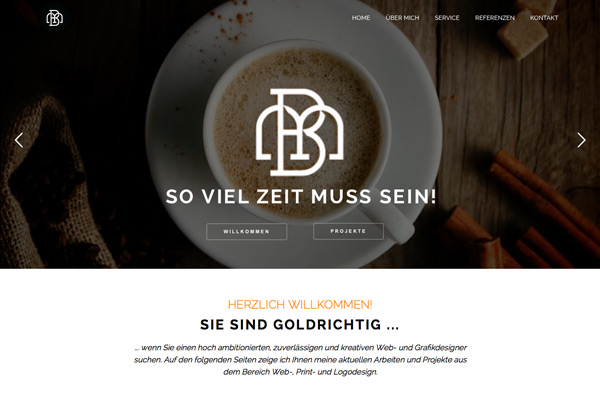 HOME ÜBER MICH SERVICE REFERENZEN KONTAKT
SO VIEL ZEIT MUSS SEIN!
WILLKOMMEN PROJEKTE
HERZLICH WILLKOMMEN!
SIE SIND GOLDRICHTIG ...
... wenn Sie einen hoch ambitionierten, zuverlässigen und kreativen Web- und Grafikdesigner
suchen. Auf den folgenden Seiten zeige ich Ihnen meine aktuellen Arbeiten und Projekte aus
dem Bereich Web-, Print- und Logodesign.